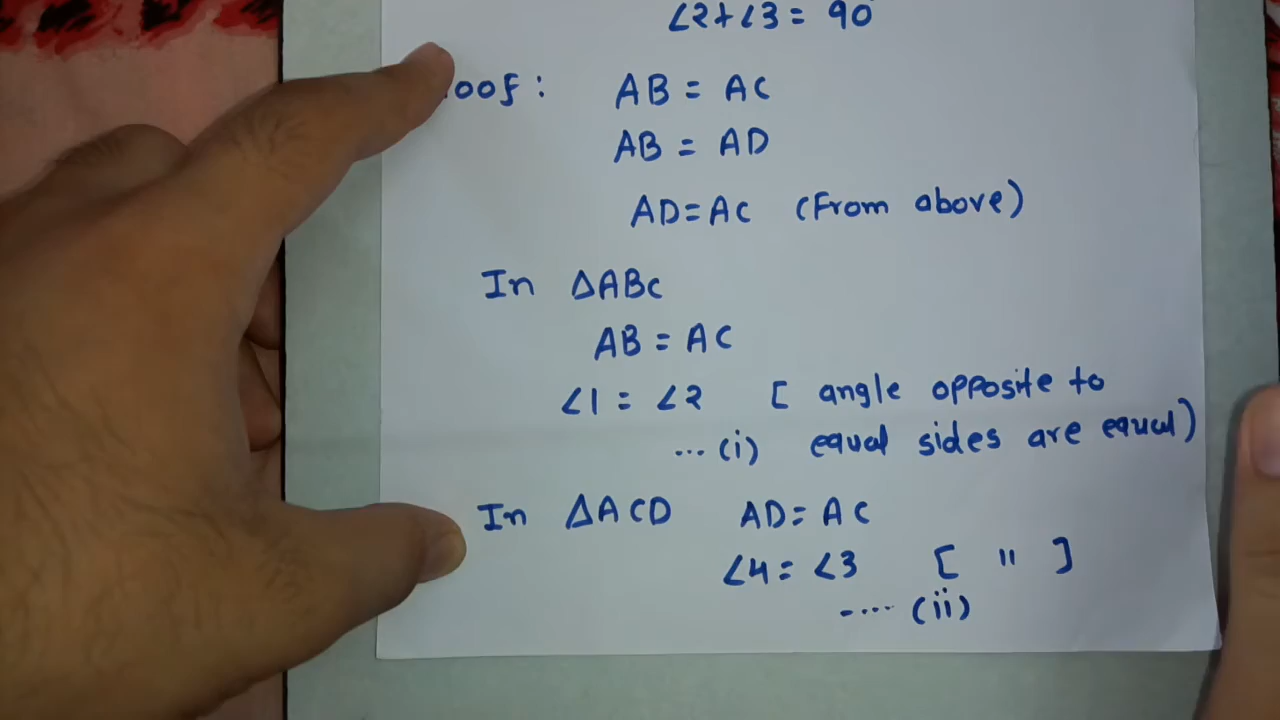 ∠2+∠3 = 90°
oof : AB = AC
AB = AD
AD=AC (From above)
In ΔABC
AB = AC
∠1 = ∠2 [ angle opposite to
... (i) equal sides are equal)
In ΔACD AD= AC
∠4= ∠3 [ " ]
..... (ii)